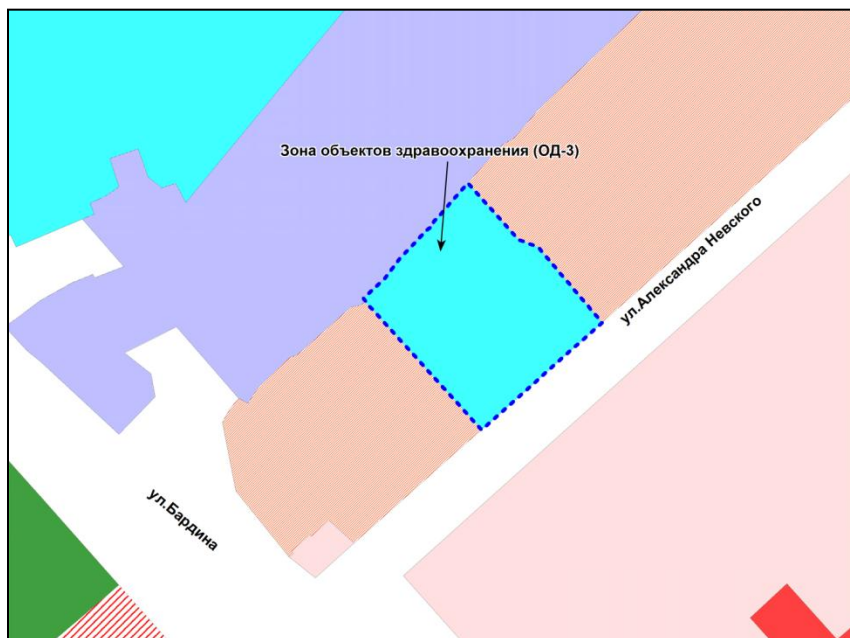 Зона объектов здравоохранения (ОД-3)
ул.Александра Невского
ул.Бардина